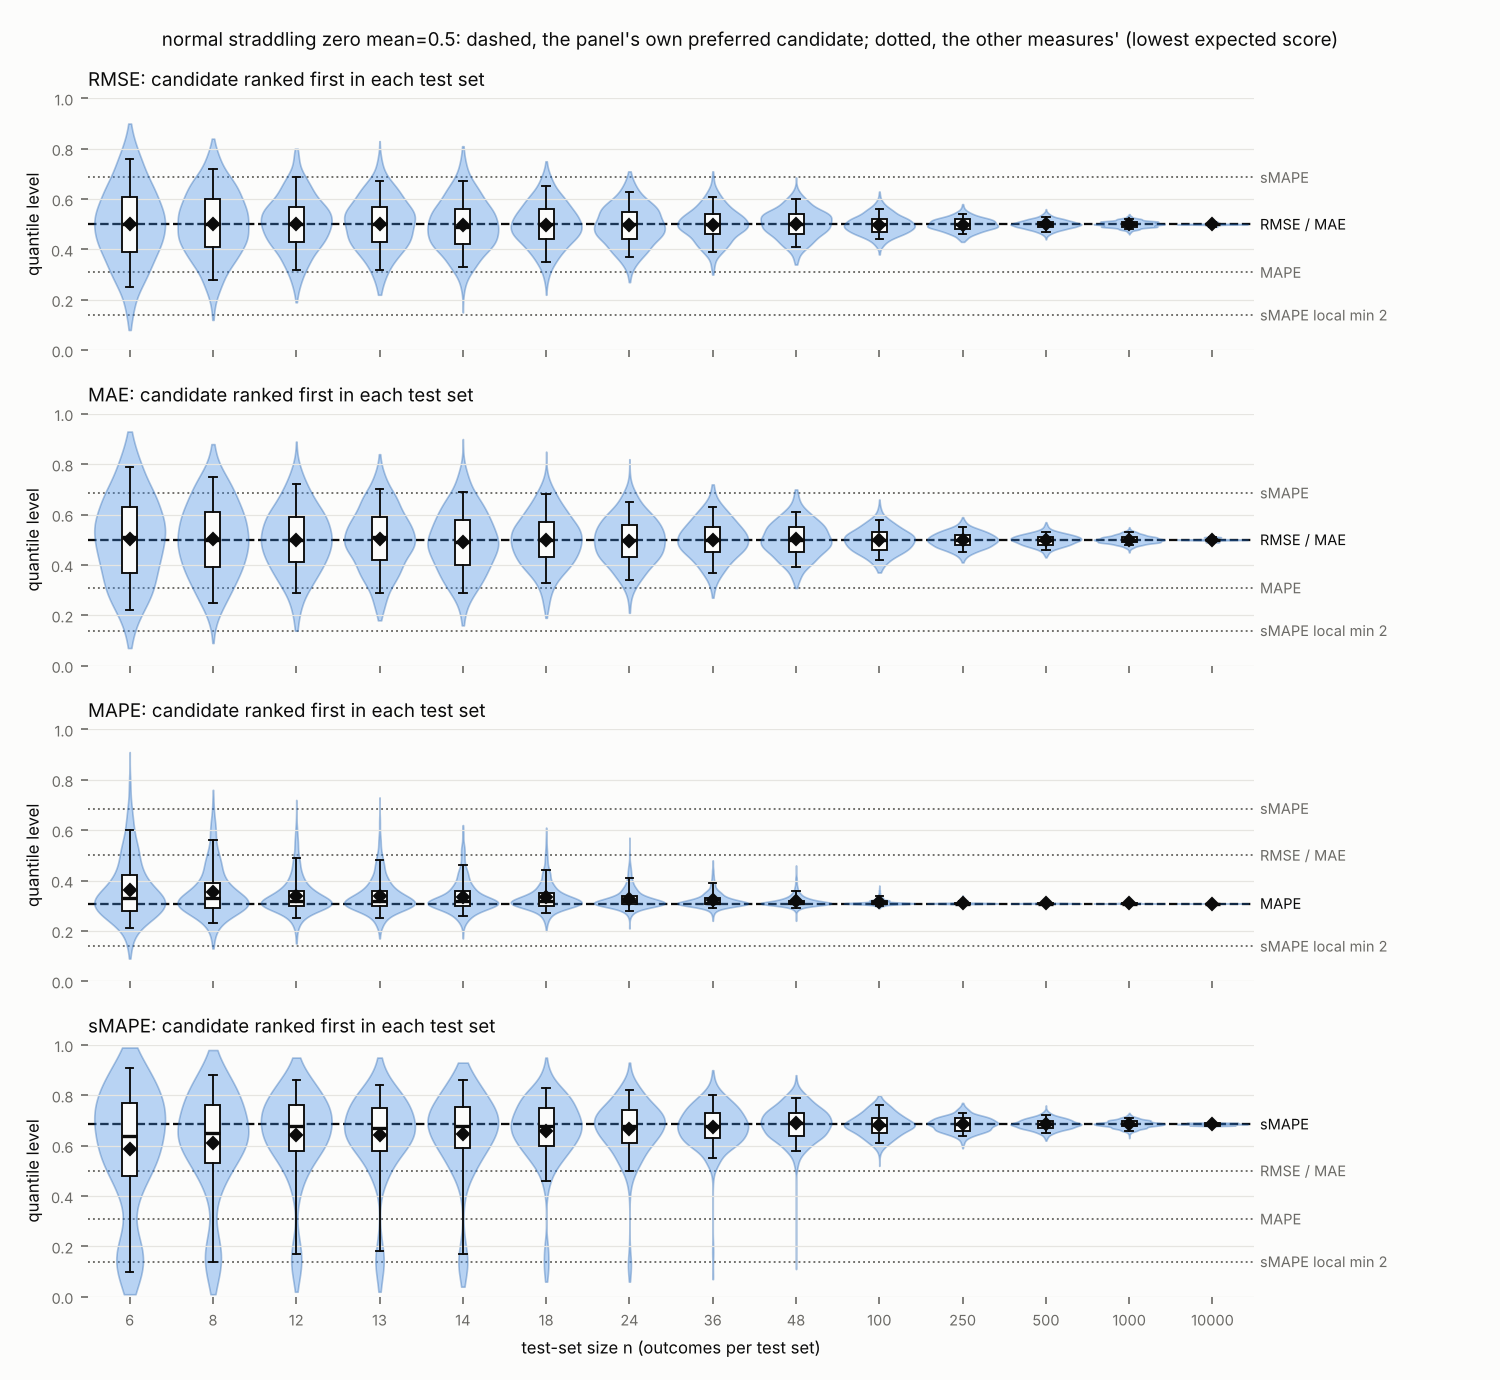 normal straddling zero mean=0.5: dashed, the panel's own preferred candidate; dotted, the other measures' (lowest expected score)
RMSE: candidate ranked first in each test set
quantile level
1.0
0.8
0.6
0.4
0.2
0.0
sMAPE
RMSE / MAE
MAPE
sMAPE local min 2
MAE: candidate ranked first in each test set
quantile level
1.0
0.8
0.6
0.4
0.2
0.0
sMAPE
RMSE / MAE
MAPE
sMAPE local min 2
MAPE: candidate ranked first in each test set
quantile level
1.0
0.8
0.6
0.4
0.2
0.0
sMAPE
RMSE / MAE
MAPE
sMAPE local min 2
sMAPE: candidate ranked first in each test set
quantile level
1.0
0.8
0.6
0.4
0.2
0.0
sMAPE
RMSE / MAE
MAPE
sMAPE local min 2
6 8 12 13 14 18 24 36 48 100 250 500 1000 10000
test-set size n (outcomes per test set)